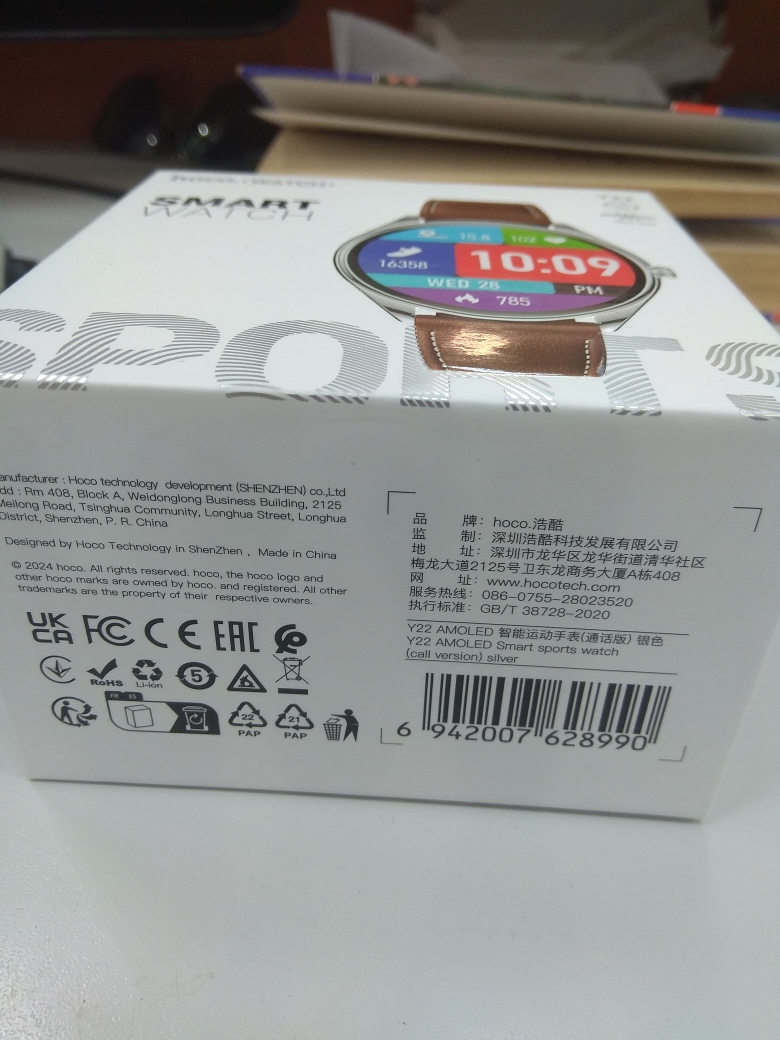 hoco. WATCH
SMART
WATCH
Y22
15.8
102
16358
10:09
WED 28
PM
785
SPORTS
anufacturer : Hoco technology development (SHENZHEN) co.,Ltd
dd : Rm 408, Block A, Weidonglong Business Building, 2125
Meilong Road, Tsinghua Community, Longhua Street, Longhua
District, Shenzhen, P. R. China
Designed by Hoco Technology in ShenZhen , Made in China
© 2024 hoco. All rights reserved. hoco, the hoco logo and
other hoco marks are owned by hoco. and registered. All other
trademarks are the property of their respective owners.
UK
CA
FC CE EAC
RoHS
Li-ion
5
FR ES
22
PAP
21
PAP
品 牌：hoco.浩酷
监 制：深圳浩酷科技发展有限公司
地 址：深圳市龙华区龙华街道清华社区
梅龙大道2125号卫东龙商务大厦A栋408
网 址：www.hocotech.com
服务热线：086-0755-28023520
执行标准：GB/T 38728-2020
Y22 AMOLED 智能运动手表(通话版) 银色
Y22 AMOLED Smart sports watch
(call version) silver
6 942007 628990